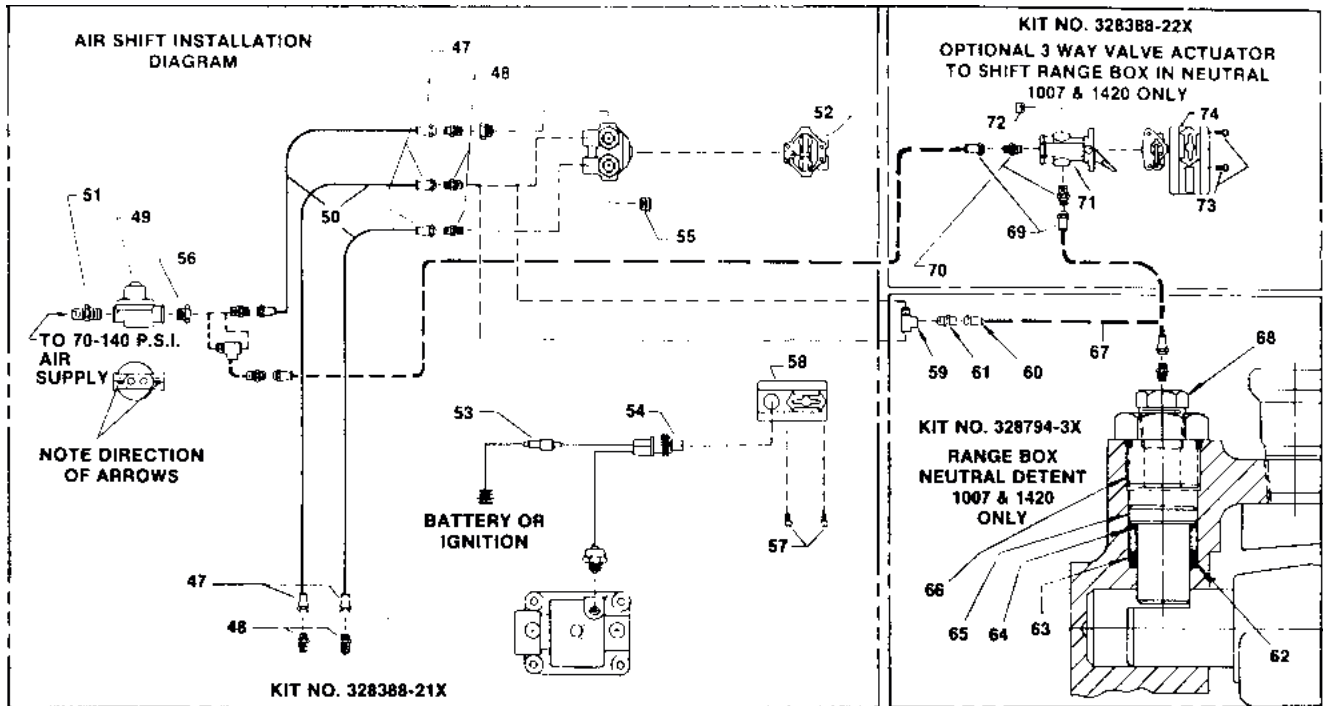 AIR SHIFT INSTALLATION
DIAGRAM
47
48
52
51
49
50
56
55
TO 70-140 P.S.I.
AIR
SUPPLY
NOTE DIRECTION
OF ARROWS
53
54
58
BATTERY OR
IGNITION
57
47
48
KIT NO. 328388-21X
KIT NO. 328388-22X
OPTIONAL 3 WAY VALVE ACTUATOR
TO SHIFT RANGE BOX IN NEUTRAL
1007 & 1420 ONLY
72
74
71
73
69
70
59
61
60
67
68
KIT NO. 328794-3X
RANGE BOX
NEUTRAL DETENT
1007 & 1420
ONLY
66
65
64
63
62